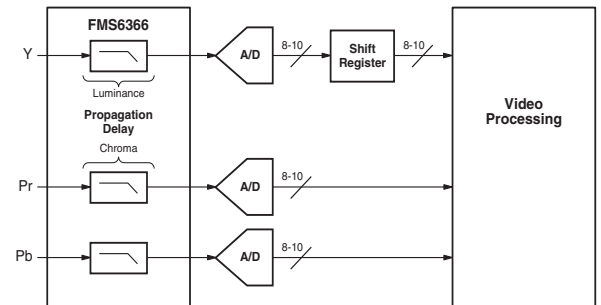 FMS6366
Y
A/D
8-10
Shift
Register
8-10
Luminance
Propagation
Delay
Chroma
Video
Processing
Pr
A/D
8-10
Pb
A/D
8-10